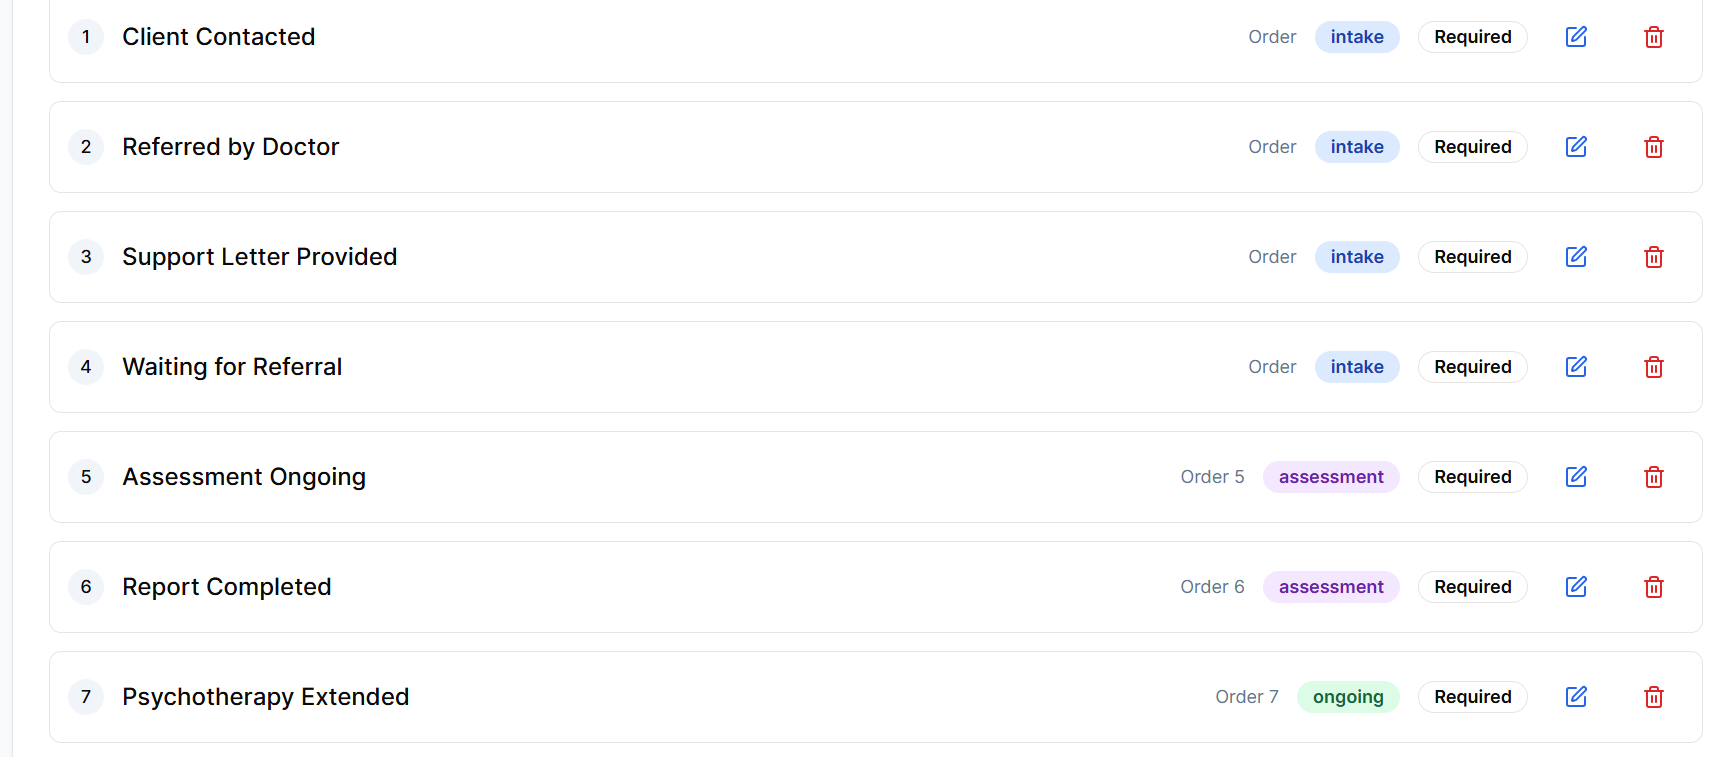 1 Client Contacted Order intake Required
2 Referred by Doctor Order intake Required
3 Support Letter Provided Order intake Required
4 Waiting for Referral Order intake Required
5 Assessment Ongoing Order 5 assessment Required
6 Report Completed Order 6 assessment Required
7 Psychotherapy Extended Order 7 ongoing Required